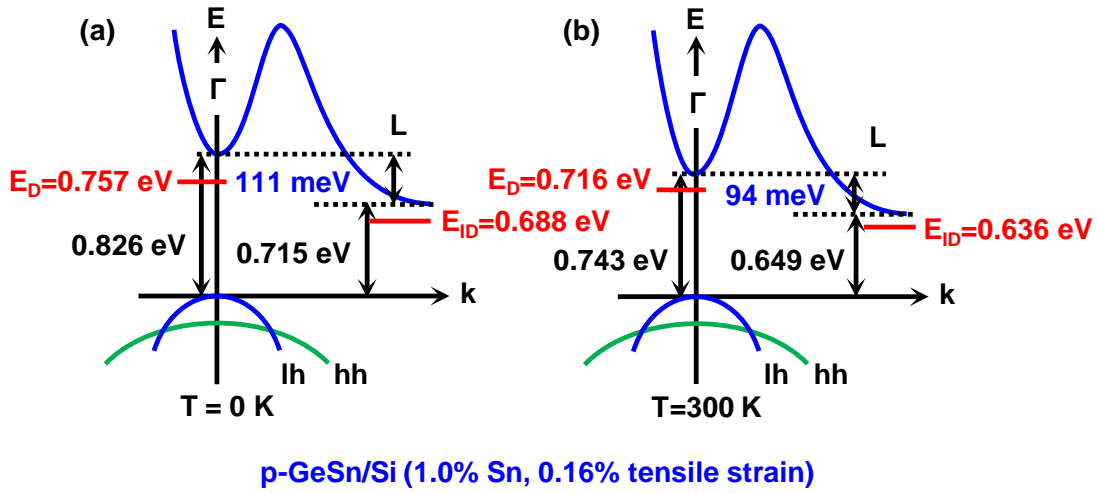 (a)
E
Γ
L
E_D=0.757 eV
111 meV
E_ID=0.688 eV
0.826 eV
0.715 eV
k
lh hh
T = 0 K
(b)
E
Γ
L
E_D=0.716 eV
94 meV
E_ID=0.636 eV
0.743 eV
0.649 eV
k
lh hh
T=300 K
p-GeSn/Si (1.0% Sn, 0.16% tensile strain)